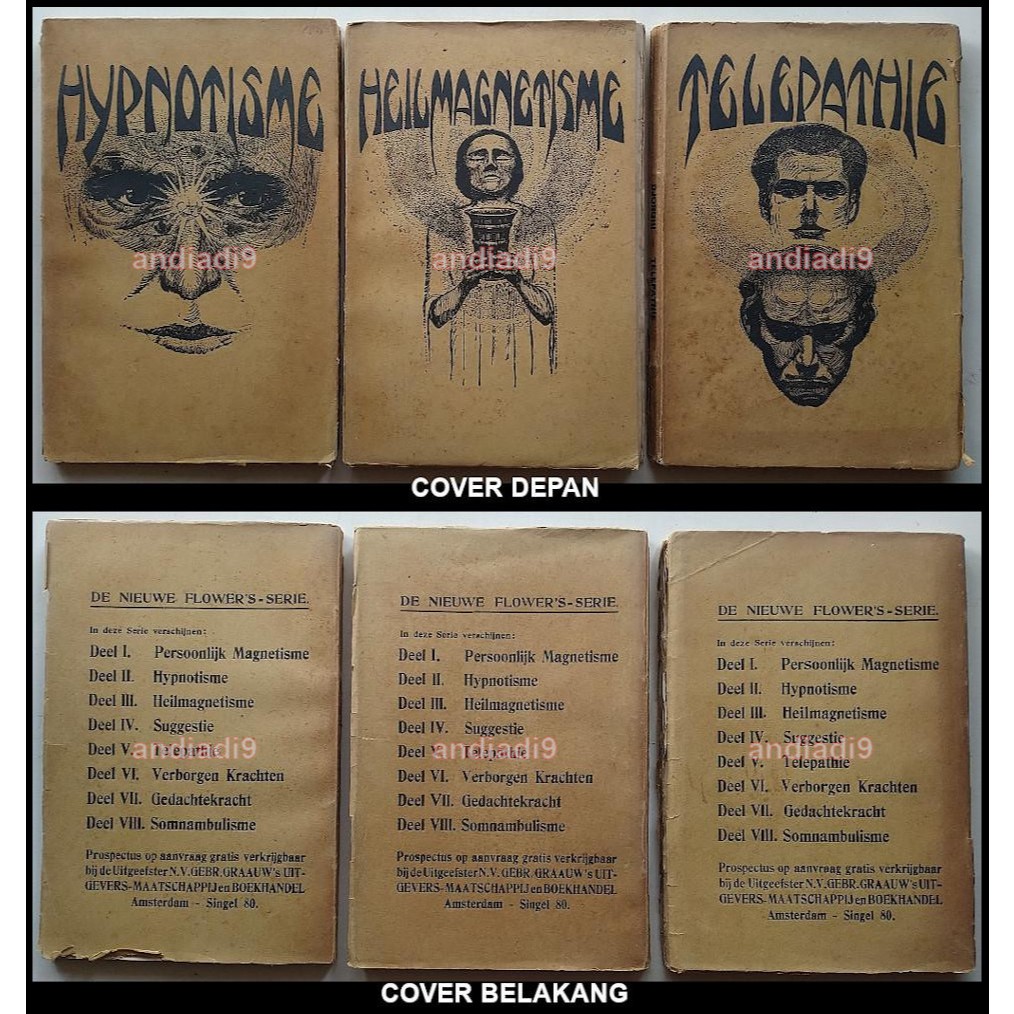 HYPNOTISME
HEILMAGNETISME
TELEPATHIE
andiadi9
andiadi9
andiadi9
TELEPATHIE
COVER DEPAN
DE NIEUWE FLOWER'S-SERIE.
In deze Serie verschijnen:
Deel I. Persoonlijk Magnetisme
Deel II. Hypnotisme
Deel III. Heilmagnetisme
Deel IV. Suggestie
Deel V. Telepathie
andiadi9
Deel VI. Verborgen Krachten
Deel VII. Gedachtekracht
Deel VIII. Somnambulisme
Prospectus op aanvraag gratis verkrijgbaar
bij de Uitgeefster N.V. GEBR. GRAAUW's UIT-
GEVERS-MAATSCHAPPIJ en BOEKHANDEL
Amsterdam - Singel 80.
DE NIEUWE FLOWER'S-SERIE.
In deze Serie verschijnen:
Deel I. Persoonlijk Magnetisme
Deel II. Hypnotisme
Deel III. Heilmagnetisme
Deel IV. Suggestie
Deel V. Telepathie
andiadi9
Deel VI. Verborgen Krachten
Deel VII. Gedachtekracht
Deel VIII. Somnambulisme
Prospectus op aanvraag gratis verkrijgbaar
bij de Uitgeefster N.V. GEBR. GRAAUW's UIT-
GEVERS-MAATSCHAPPIJ en BOEKHANDEL
Amsterdam - Singel 80.
DE NIEUWE FLOWER'S-SERIE.
In deze Serie verschijnen:
Deel I. Persoonlijk Magnetisme
Deel II. Hypnotisme
Deel III. Heilmagnetisme
Deel IV. Suggestie
andiadi9
Deel V. Telepathie
Deel VI. Verborgen Krachten
Deel VII. Gedachtekracht
Deel VIII. Somnambulisme
Prospectus op aanvraag gratis verkrijgbaar
bij de Uitgeefster N.V. GEBR. GRAAUW's UIT-
GEVERS-MAATSCHAPPIJ en BOEKHANDEL
Amsterdam - Singel 80.
COVER BELAKANG